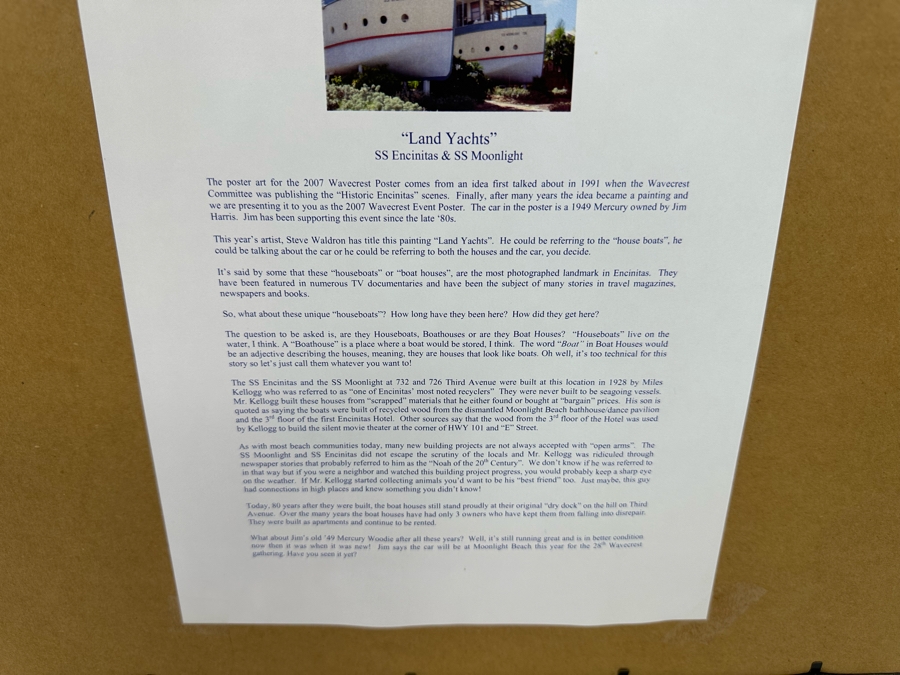 “Land Yachts”
SS Encinitas & SS Moonlight
The poster art for the 2007 Wavecrest Poster comes from an idea first talked about in 1991 when the Wavecrest
Committee was publishing the “Historic Encinitas” scenes. Finally, after many years the idea became a painting and
we are presenting it to you as the 2007 Wavecrest Event Poster. The car in the poster is a 1949 Mercury owned by Jim
Harris. Jim has been supporting this event since the late ‘80s.
This year’s artist, Steve Waldron has title this painting “Land Yachts”. He could be referring to the “house boats”, he
could be talking about the car or he could be referring to both the houses and the car, you decide.
It’s said by some that these “houseboats” or “boat houses”, are the most photographed landmark in Encinitas. They
have been featured in numerous TV documentaries and have been the subject of many stories in travel magazines,
newspapers and books.
So, what about these unique “houseboats”? How long have they been here? How did they get here?
The question to be asked is, are they Houseboats, Boathouses or are they Boat Houses? “Houseboats” live on the
water, I think. A “Boathouse” is a place where a boat would be stored, I think. The word “Boat” in Boat Houses would
be an adjective describing the houses, meaning, they are houses that look like boats. Oh well, it’s too technical for this
story so let’s just call them whatever you want to!
The SS Encinitas and the SS Moonlight at 732 and 726 Third Avenue were built at this location in 1928 by Miles
Kellogg who was referred to as “one of Encinitas’ most noted recyclers” They were never built to be seagoing vessels.
Mr. Kellogg built these houses from “scrapped” materials that he either found or bought at “bargain” prices. His son is
quoted as saying the boats were built of recycled wood from the dismantled Moonlight Beach bathhouse/dance pavilion
and the 3rd floor of the first Encinitas Hotel. Other sources say that the wood from the 3rd floor of the Hotel was used
by Kellogg to build the silent movie theater at the corner of HWY 101 and “E” Street.
As with most beach communities today, many new building projects are not always accepted with “open arms”. The
SS Moonlight and SS Encinitas did not escape the scrutiny of the locals and Mr. Kellogg was ridiculed through
newspaper stories that probably referred to him as the “Noah of the 20th Century”. We don’t know if he was referred to
in that way but if you were a neighbor and watched this building project progress, you would probably keep a sharp eye
on the weather. If Mr. Kellogg started collecting animals you’d want to be his “best friend” too. Just maybe, this guy
had connections in high places and knew something you didn’t know!
Today, 80 years after they were built, the boat houses still stand proudly at their original “dry dock” on the hill on Third
Avenue. Over the many years the boat houses have had only 3 owners who have kept them from falling into disrepair.
They were built as apartments and continue to be rented.
What about Jim’s old ‘49 Mercury Woodie after all these years? Well, it’s still running great and is in better condition
now than it was when it was new! Jim says the car will be at Moonlight Beach this year for the 28th Wavecrest
gathering. Have you seen it yet?